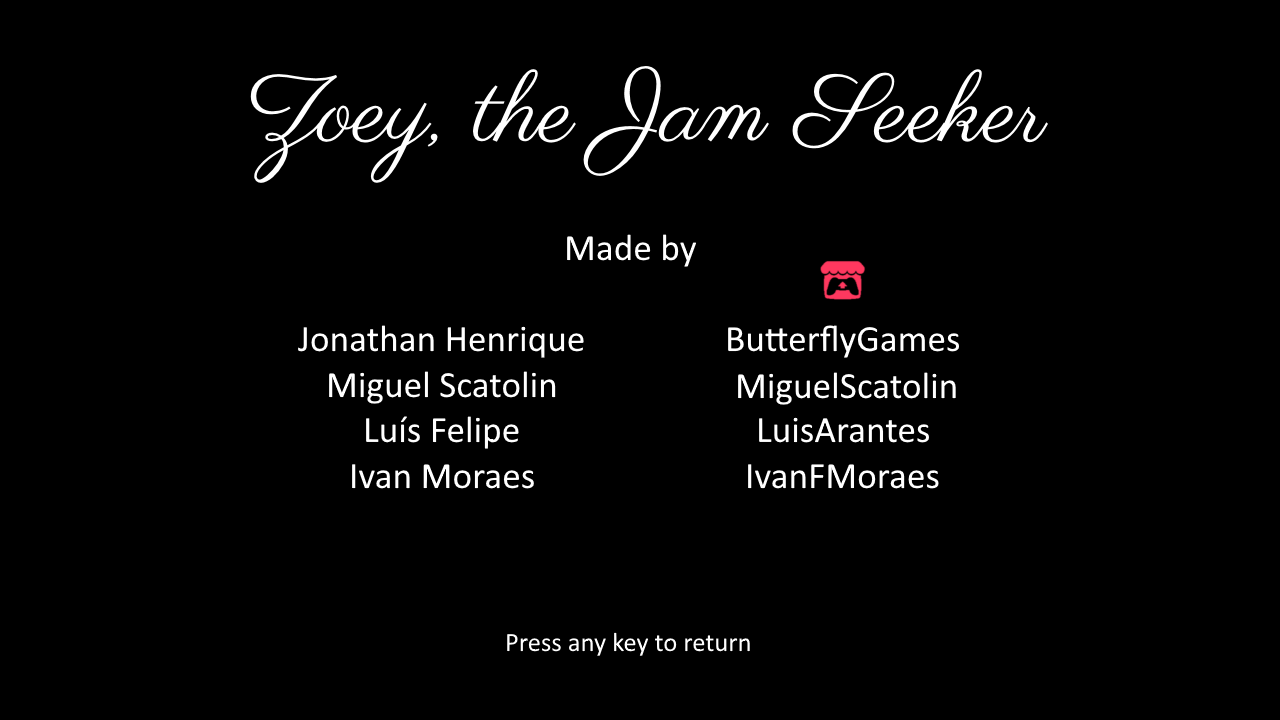 Zoey, the Jam Seeker
Made by
Jonathan Henrique ButterflyGames
Miguel Scatolin MiguelScatolin
Luís Felipe LuisArantes
Ivan Moraes IvanFMoraes
Press any key to return